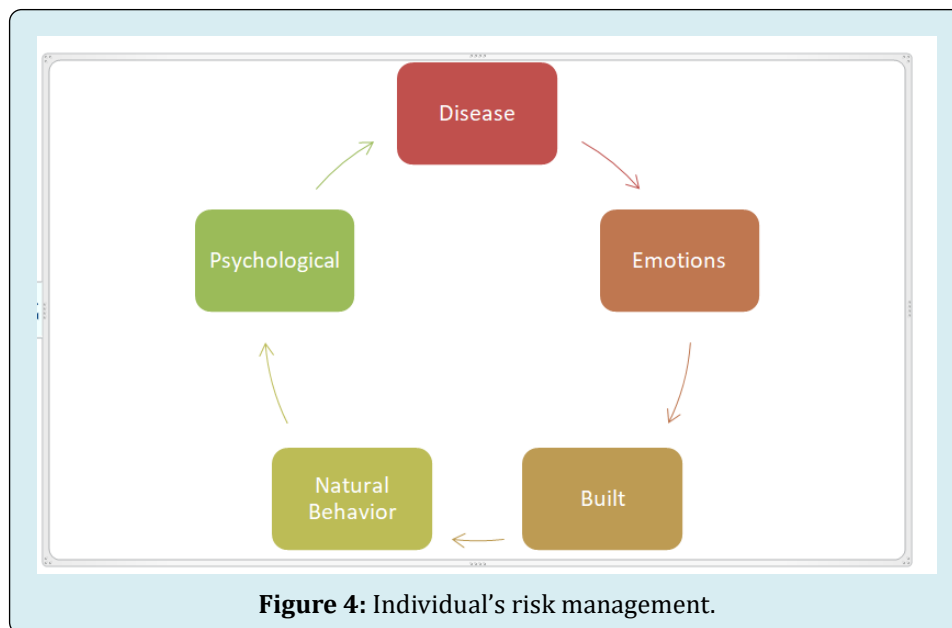 Disease
Psychological
Emotions
Natural
Behavior
Built
Figure 4: Individual's risk management.